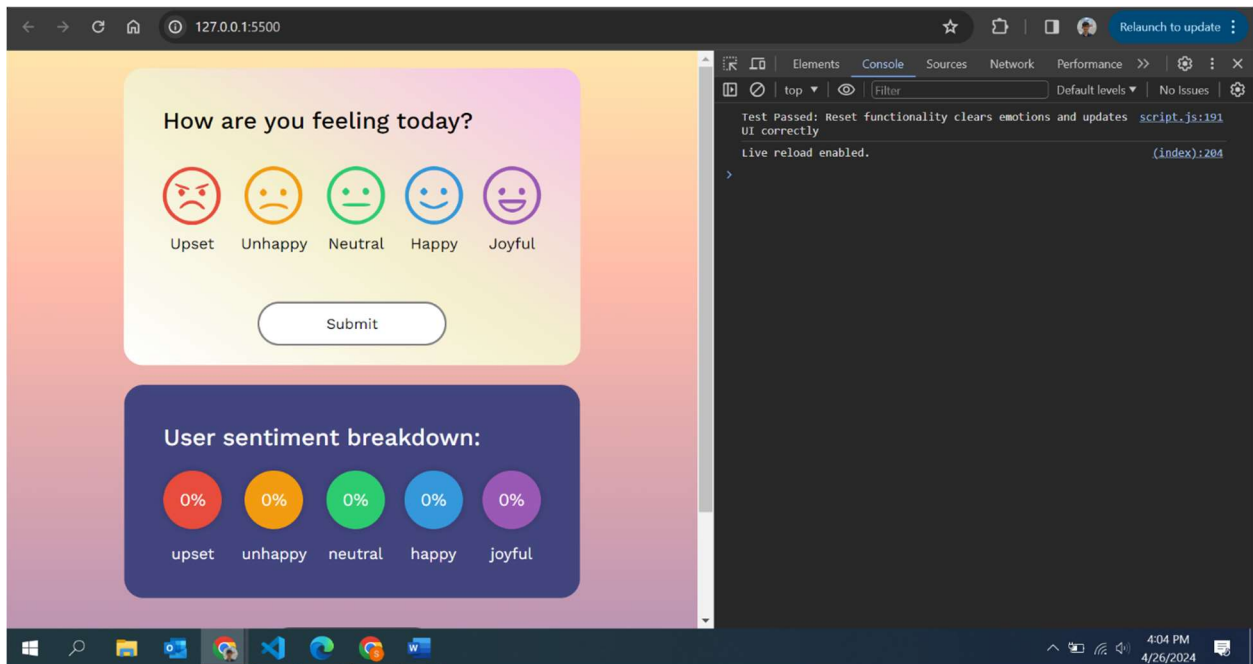 127.0.0.1:5500
Relaunch to update
How are you feeling today?
Upset Unhappy Neutral Happy Joyful
Submit
User sentiment breakdown:
0% 0% 0% 0% 0%
upset unhappy neutral happy joyful
Elements Console Sources Network Performance
top Filter Default levels No Issues
Test Passed: Reset functionality clears emotions and updates script.js:191
UI correctly
Live reload enabled. (index):204
4:04 PM
4/26/2024